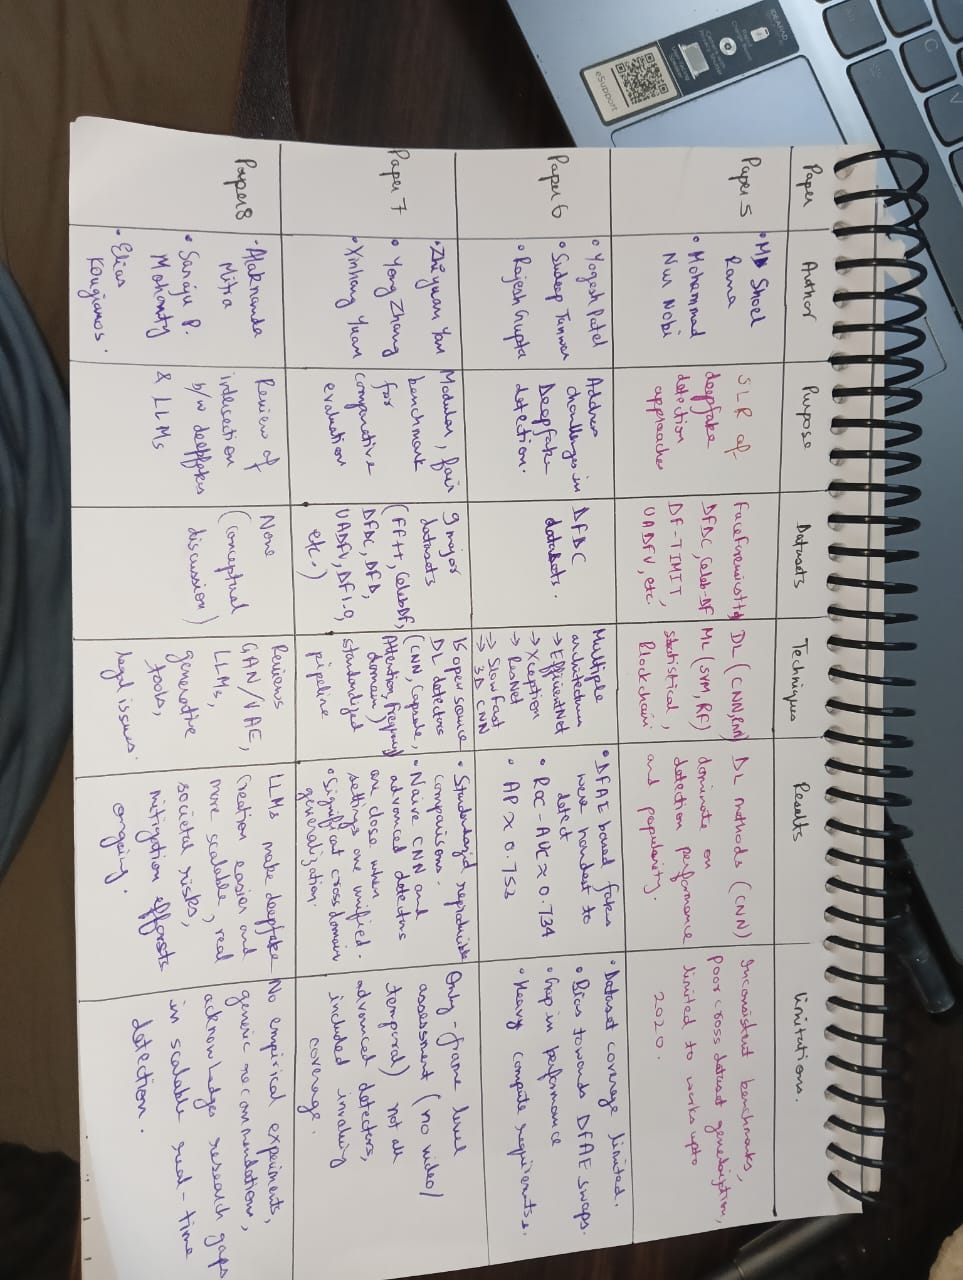 Paper Author Purpose Datasets Techniques Results Limitations.
Paper 5
• MD Shoel
Rana
• Mohammad
Nur Nobi
SLR of
deepfake
detection
approaches
FaceForensics++,
DFDC, Celeb-DF
DF-TIMIT,
UADFV, etc.
DL (CNN, RNN)
ML (SVM, RF)
statistical,
Blockchain.
DL methods (CNN)
dominate on
detection performance
and popularity.
Inconsistent benchmarks,
poor cross dataset generalization,
limited to works upto
2020.
Paper 6
• Yogesh Patel
• Sudeep Tanwar
• Rajesh Gupta
Address
challenges in
Deepfake
detection.
DFDC
datasets.
Multiple
architectures
→ EfficientNet
→ Xception
→ ResNet
→ SlowFast
→ 3D CNN
• DFAE based fakes
were hardest to
detect
• ROC-AUC ≈ 0.734
• AP ≈ 0.753
• Dataset coverage limited.
• Bias towards DFAE swaps.
• Gap in performance
• Heavy compute requirements.
Paper 7
• Zhiyuan Yan
• Yong Zhang
• Xinhang Yuan
Modular, fair
benchmark
for
comparative
evaluation
9 major
datasets
(FF++, CelebDF,
DFDC, DFD,
UADFV, DF1.0,
etc.)
15 open source
DL detectors
(CNN, Capsule,
Attention, Frequency
domain)
standardized
pipeline
• Standardized reproducible
comparisons.
• Naive CNN and
advanced detectors
are close when
settings are unified.
• Significant cross domain
generalization.
Only-frame level
assessment (no video/
temporal) not all
advanced detectors,
included
coverage.
Paper 8
• Alaknanda
Mitra
• Saraju P.
Mohanty
• Elias
Kougianos.
Review of
intersection
b/w deepfakes
& LLMs
None
(conceptual
discussion)
Reviews
GAN/VAE,
LLMs,
generative
tasks,
legal issues.
LLMs make deepfake
creation easier and
more scalable, real
societal risks,
mitigation efforts
ongoing.
No empirical experiments,
generic recommendations,
acknowledges research gaps
in scalable real-time
detection.
eSupport
IDEAPAD
C
V